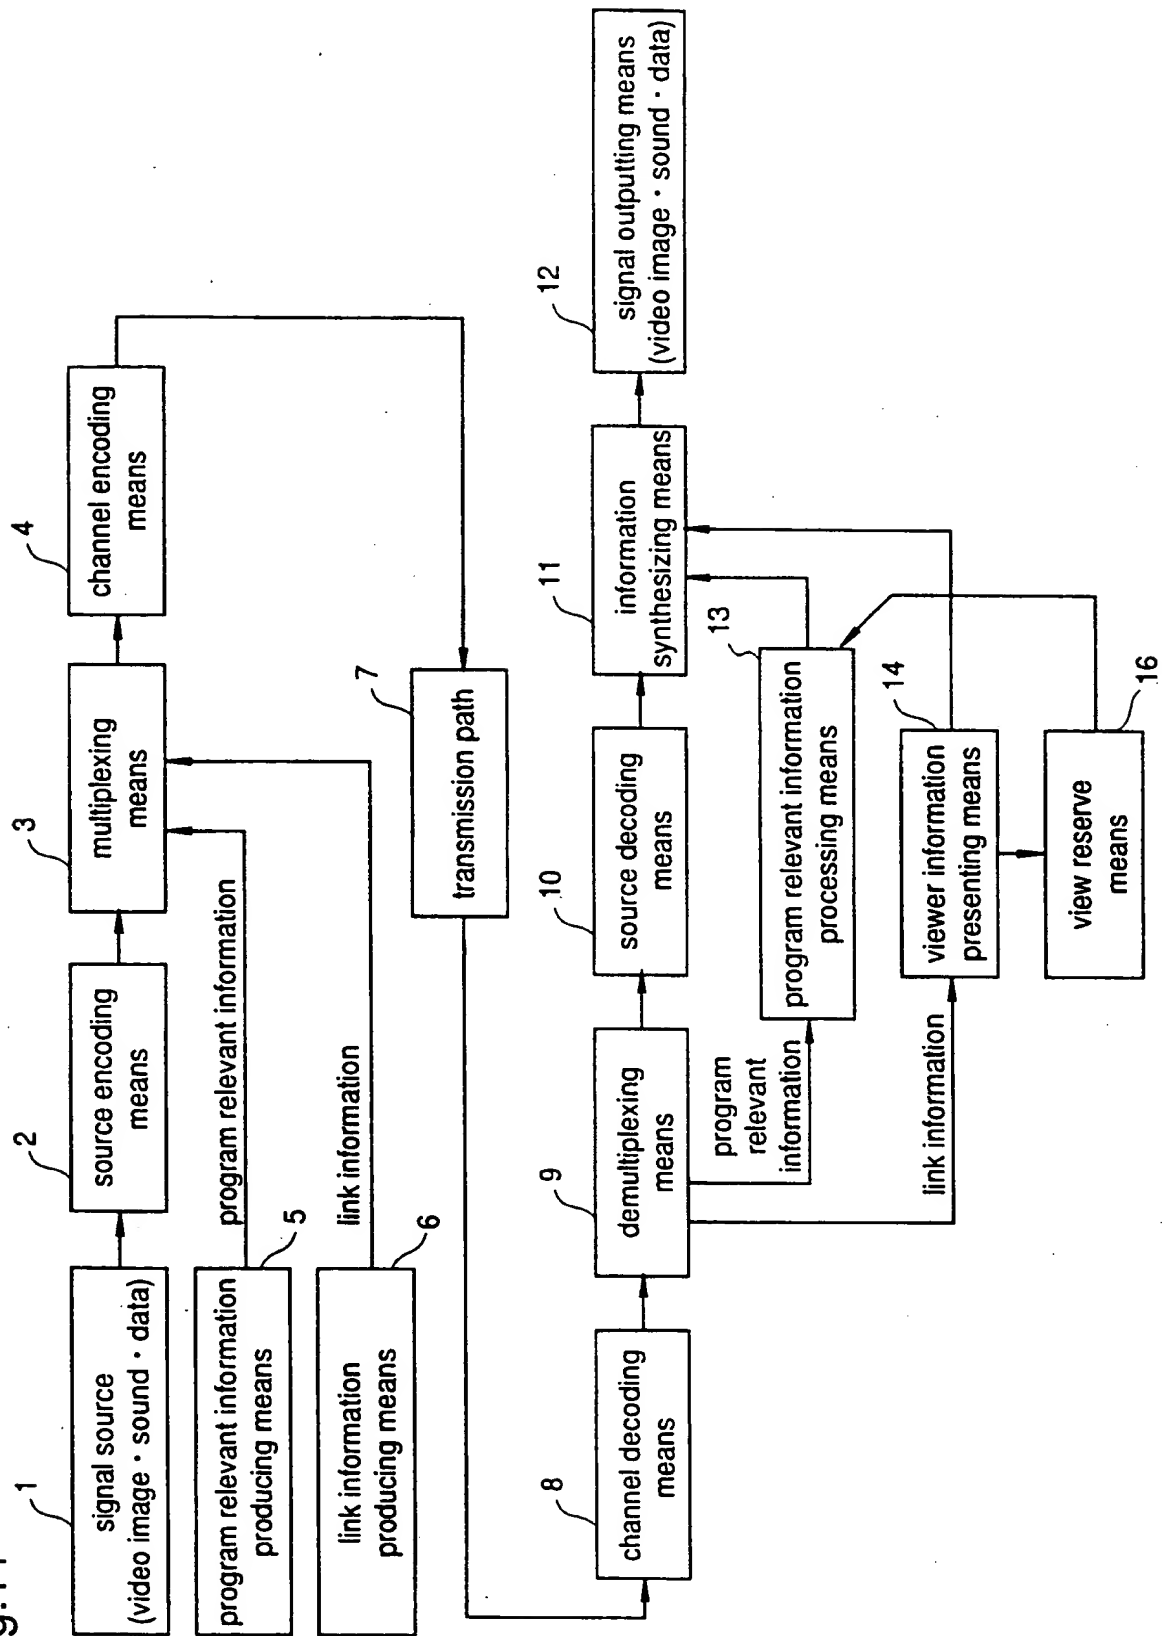 1
signal source
(video image・sound・data)
2
source encoding
means
3
multiplexing
means
4
channel encoding
means
program relevant information
5
program relevant information
producing means
link information
6
link information
producing means
7
transmission path
8
channel decoding
means
9
demultiplexing
means
10
source decoding
means
11
information
synthesizing means
12
signal outputting means
(video image・sound・data)
program
relevant
information
13
program relevant information
processing means
link information
14
viewer information
presenting means
16
view reserve
means